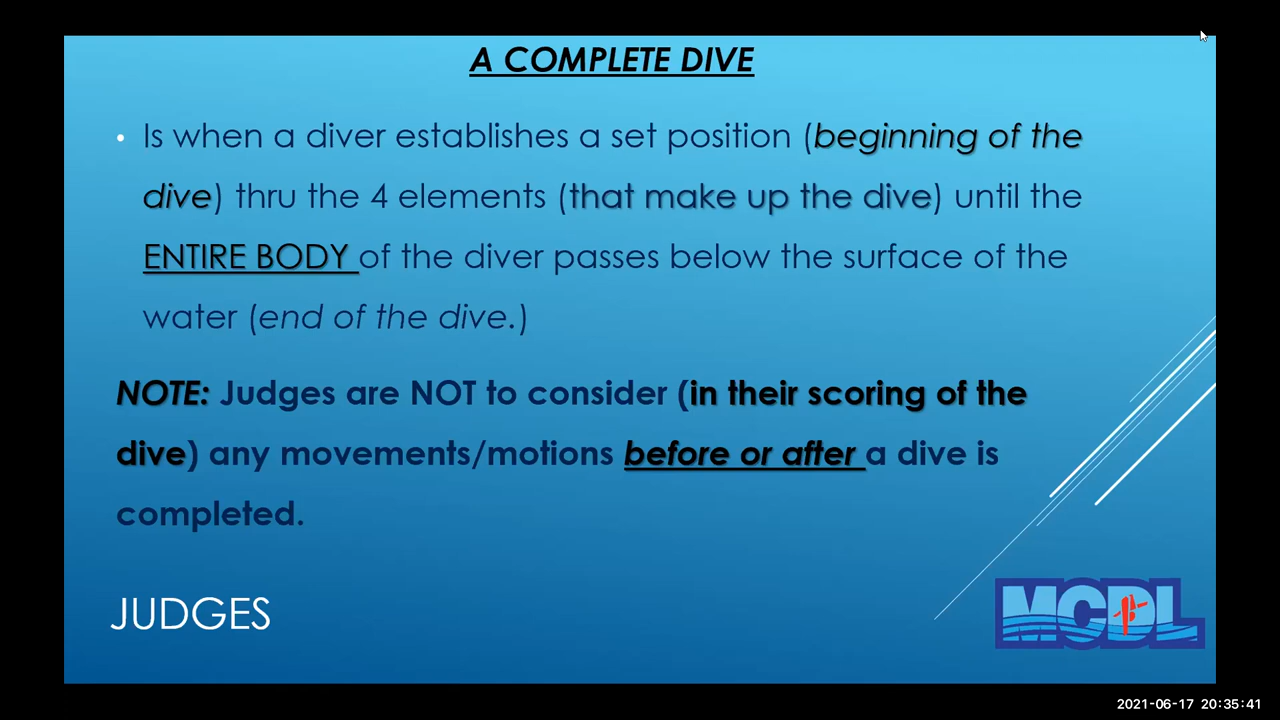 A COMPLETE DIVE
• Is when a diver establishes a set position (beginning of the
dive) thru the 4 elements (that make up the dive) until the
ENTIRE BODY of the diver passes below the surface of the
water (end of the dive.)
NOTE: Judges are NOT to consider (in their scoring of the
dive) any movements/motions before or after a dive is
completed.
JUDGES
MCDL
2021-06-17 20:35:41